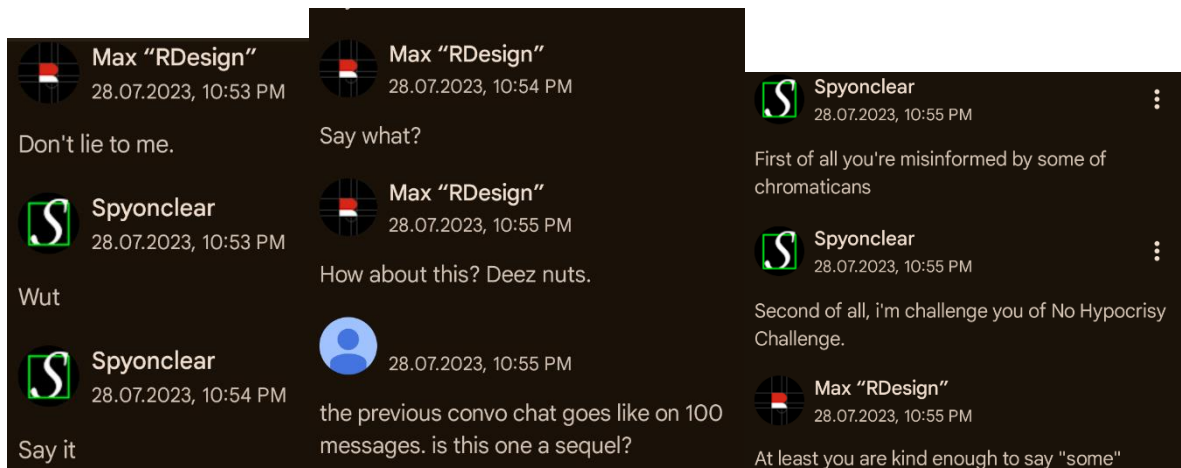 Max “RDesign”
28.07.2023, 10:53 PM
Don't lie to me.
Spyonclear
28.07.2023, 10:53 PM
Wut
Spyonclear
28.07.2023, 10:54 PM
Say it
Max “RDesign”
28.07.2023, 10:54 PM
Say what?
Max “RDesign”
28.07.2023, 10:55 PM
How about this? Deez nuts.
28.07.2023, 10:55 PM
the previous convo chat goes like on 100
messages. is this one a sequel?
Spyonclear
28.07.2023, 10:55 PM
First of all you're misinformed by some of
chromaticans
Spyonclear
28.07.2023, 10:55 PM
Second of all, i'm challenge you of No Hypocrisy
Challenge.
Max “RDesign”
28.07.2023, 10:55 PM
At least you are kind enough to say "some"